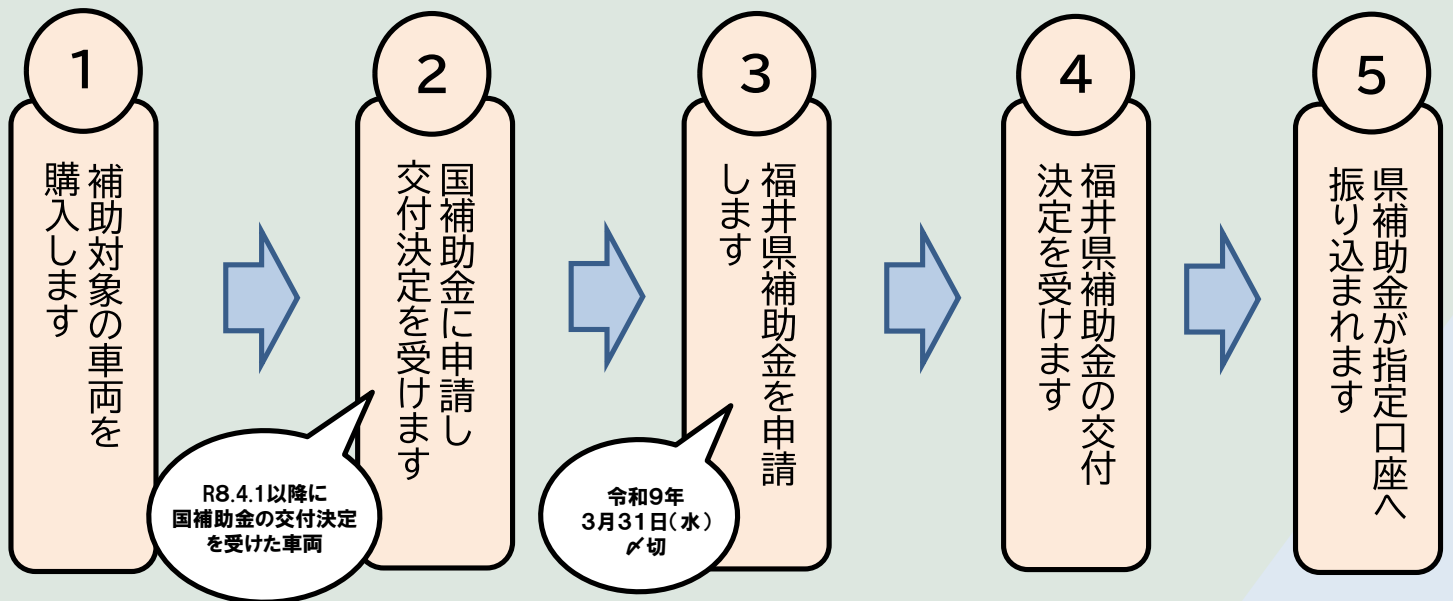 1
補助対象の車両を
購入します
2
国補助金に申請し
交付決定を受けます
R8.4.1以降に
国補助金の交付決定
を受けた車両
3
福井県補助金を申請
します
令和9年
3月31日(水)
〆切
4
福井県補助金の交付
決定を受けます
5
県補助金が指定口座へ
振り込まれます